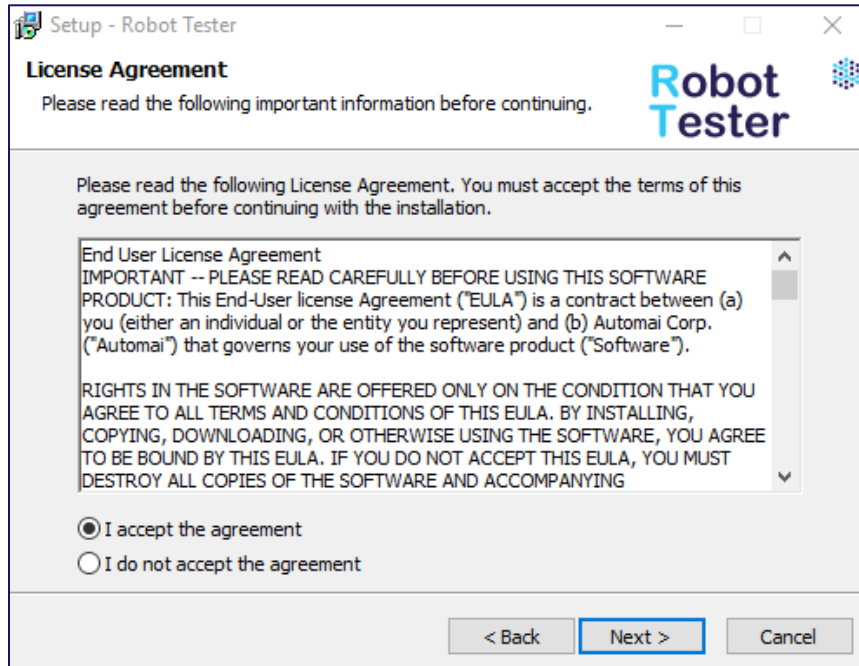 Setup - Robot Tester
License Agreement
Please read the following important information before continuing.
Robot
Tester
Please read the following License Agreement. You must accept the terms of this
agreement before continuing with the installation.
End User License Agreement
IMPORTANT -- PLEASE READ CAREFULLY BEFORE USING THIS SOFTWARE
PRODUCT: This End-User license Agreement ("EULA") is a contract between (a)
you (either an individual or the entity you represent) and (b) Automai Corp.
("Automai") that governs your use of the software product ("Software").
RIGHTS IN THE SOFTWARE ARE OFFERED ONLY ON THE CONDITION THAT YOU
AGREE TO ALL TERMS AND CONDITIONS OF THIS EULA. BY INSTALLING,
COPYING, DOWNLOADING, OR OTHERWISE USING THE SOFTWARE, YOU AGREE
TO BE BOUND BY THIS EULA. IF YOU DO NOT ACCEPT THIS EULA, YOU MUST
DESTROY ALL COPIES OF THE SOFTWARE AND ACCOMPANYING
I accept the agreement
I do not accept the agreement
< Back Next > Cancel